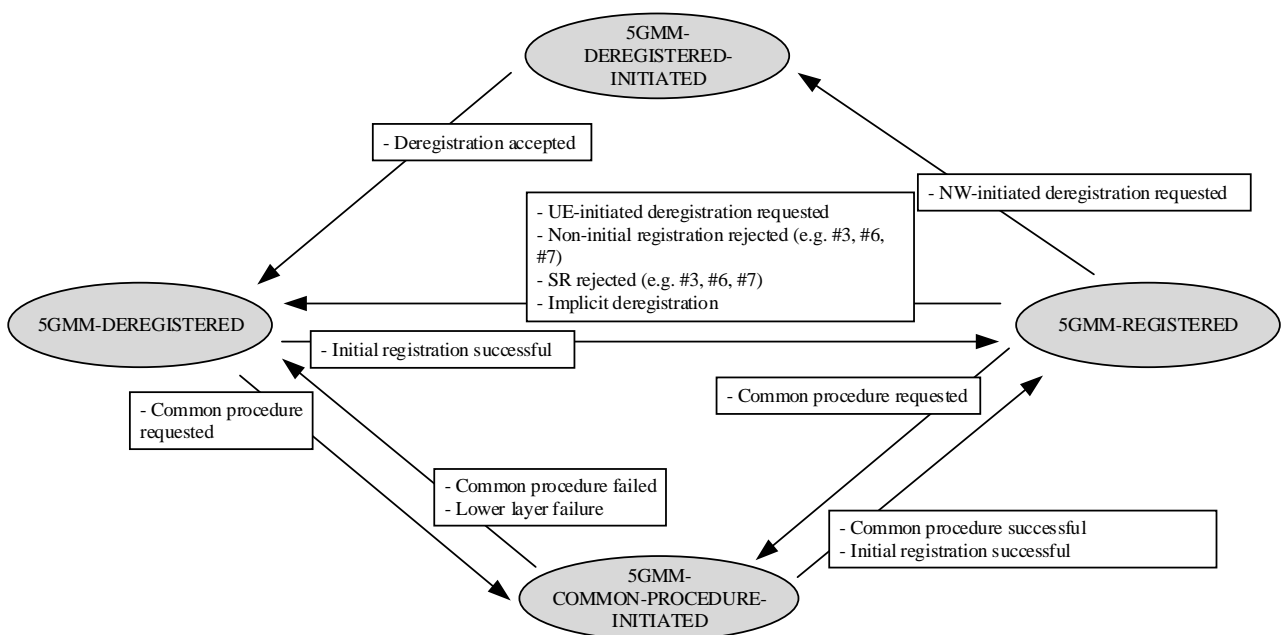 5GMM-
DEREGISTERED-
INITIATED
- Deregistration accepted
- NW-initiated deregistration requested
- UE-initiated deregistration requested
- Non-initial registration rejected (e.g. #3, #6,
#7)
- SR rejected (e.g. #3, #6, #7)
- Implicit deregistration
5GMM-DEREGISTERED
5GMM-REGISTERED
- Initial registration successful
- Common procedure
requested
- Common procedure requested
- Common procedure failed
- Lower layer failure
- Common procedure successful
- Initial registration successful
5GMM-
COMMON-PROCEDURE-
INITIATED